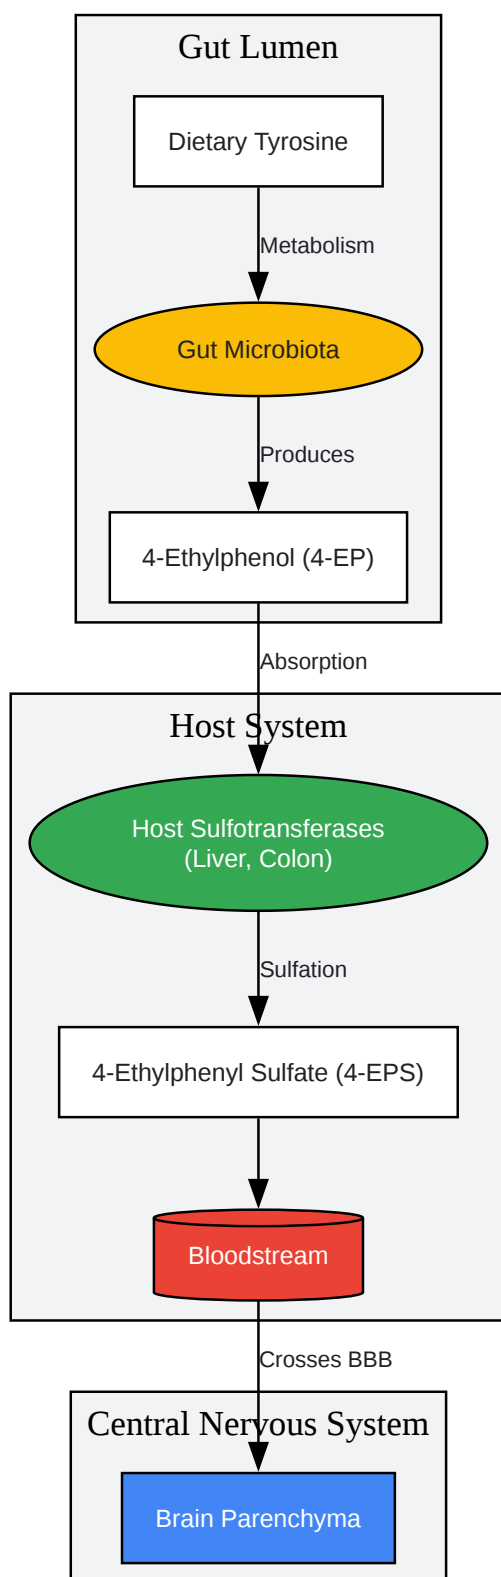 Gut Lumen
Dietary Tyrosine
Metabolism
Gut Microbiota
Produces
4-Ethylphenol (4-EP)
Absorption
Host System
Host Sulfotransferases
(Liver, Colon)
Sulfation
4-Ethylphenyl Sulfate (4-EPS)
Bloodstream
Crosses BBB
Central Nervous System
Brain Parenchyma